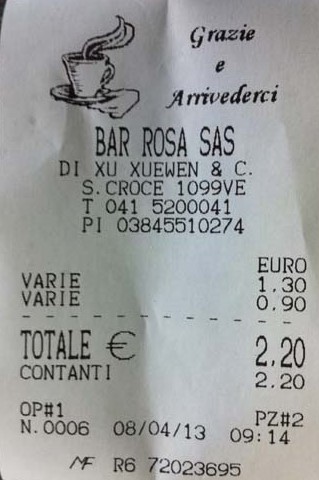 Grazie
e
Arrivederci
BAR ROSA SAS
DI XU XUEWEN & C.
S.CROCE 1099VE
T 041 5200041
PI 03845510274
EURO
VARIE 1.30
VARIE 0.90
TOTALE € 2.20
CONTANTI 2.20
OP#1 PZ#2
N.0006 08/04/13 09:14
MF R6 72023695